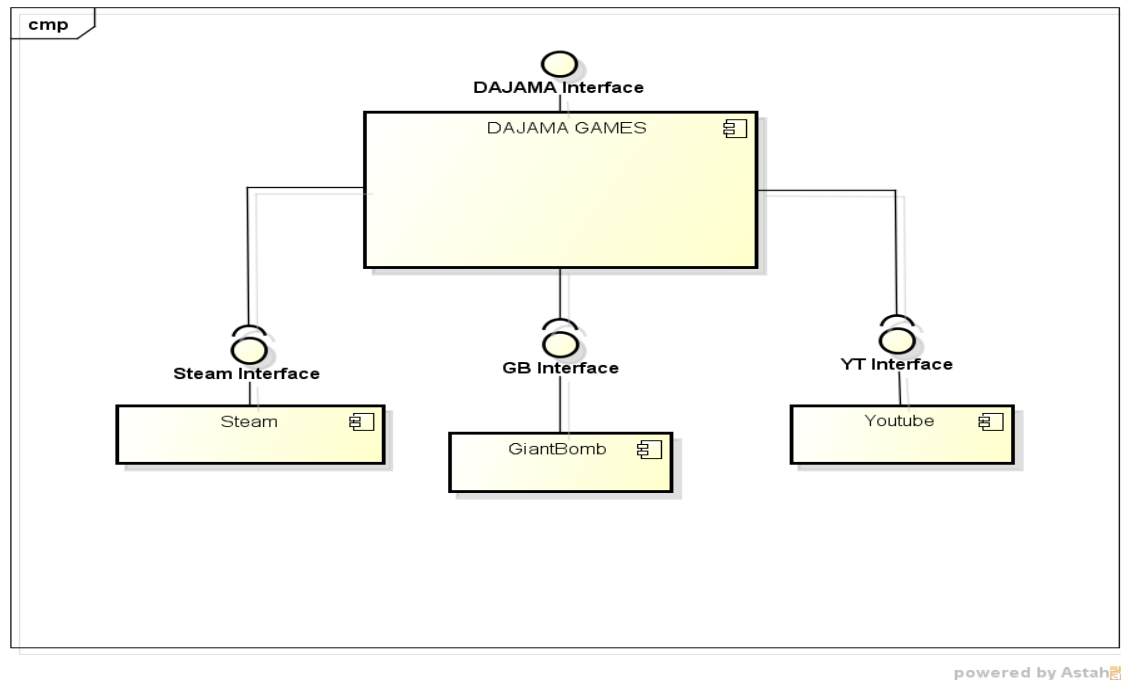 cmp
DAJAMA Interface
DAJAMA GAMES
Steam Interface
GB Interface
YT Interface
Steam
GiantBomb
Youtube
powered by Astah